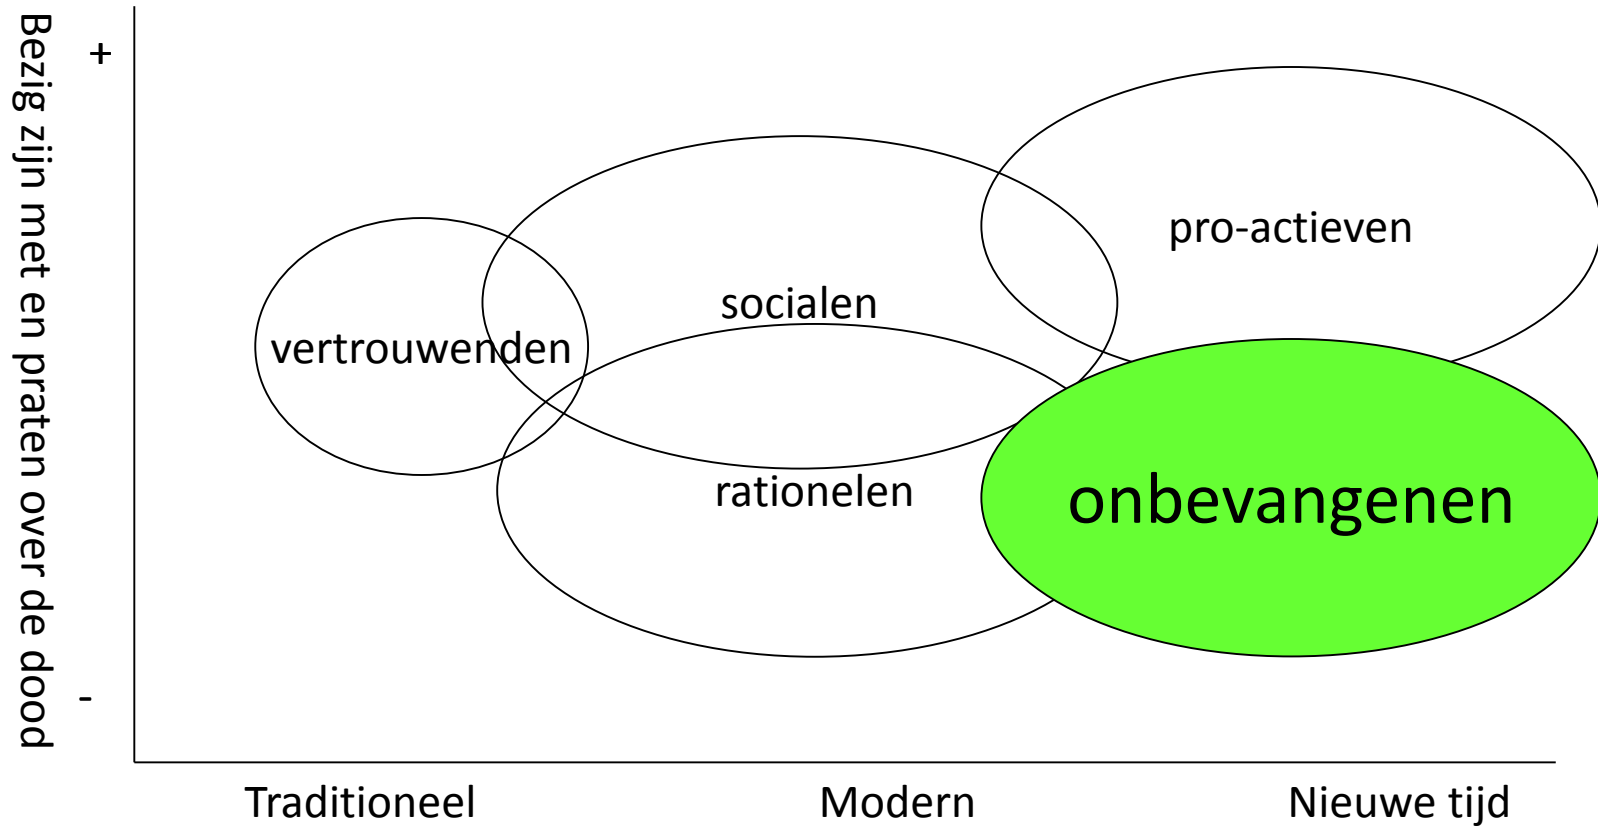 Bezig zijn met en praten over de dood
+
-
pro-actieven
socialen
vertrouwenden
rationelen
onbevangenen
Traditioneel
Modern
Nieuwe tijd